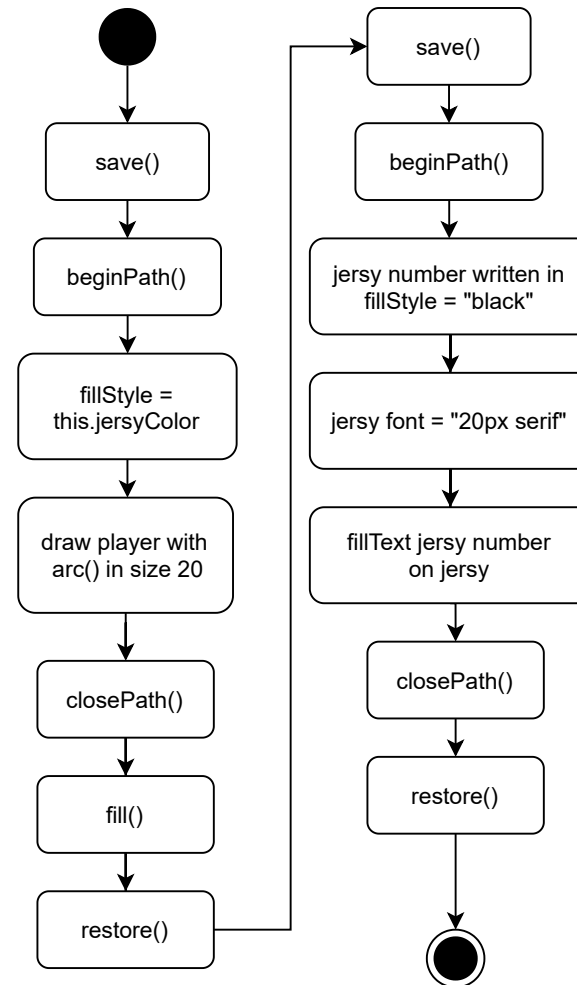 save()
beginPath()
fillStyle =
this.jersyColor
draw player with
arc() in size 20
closePath()
fill()
restore()
save()
beginPath()
jersy number written in
fillStyle = "black"
jersy font = "20px serif"
fillText jersy number
on jersy
closePath()
restore()